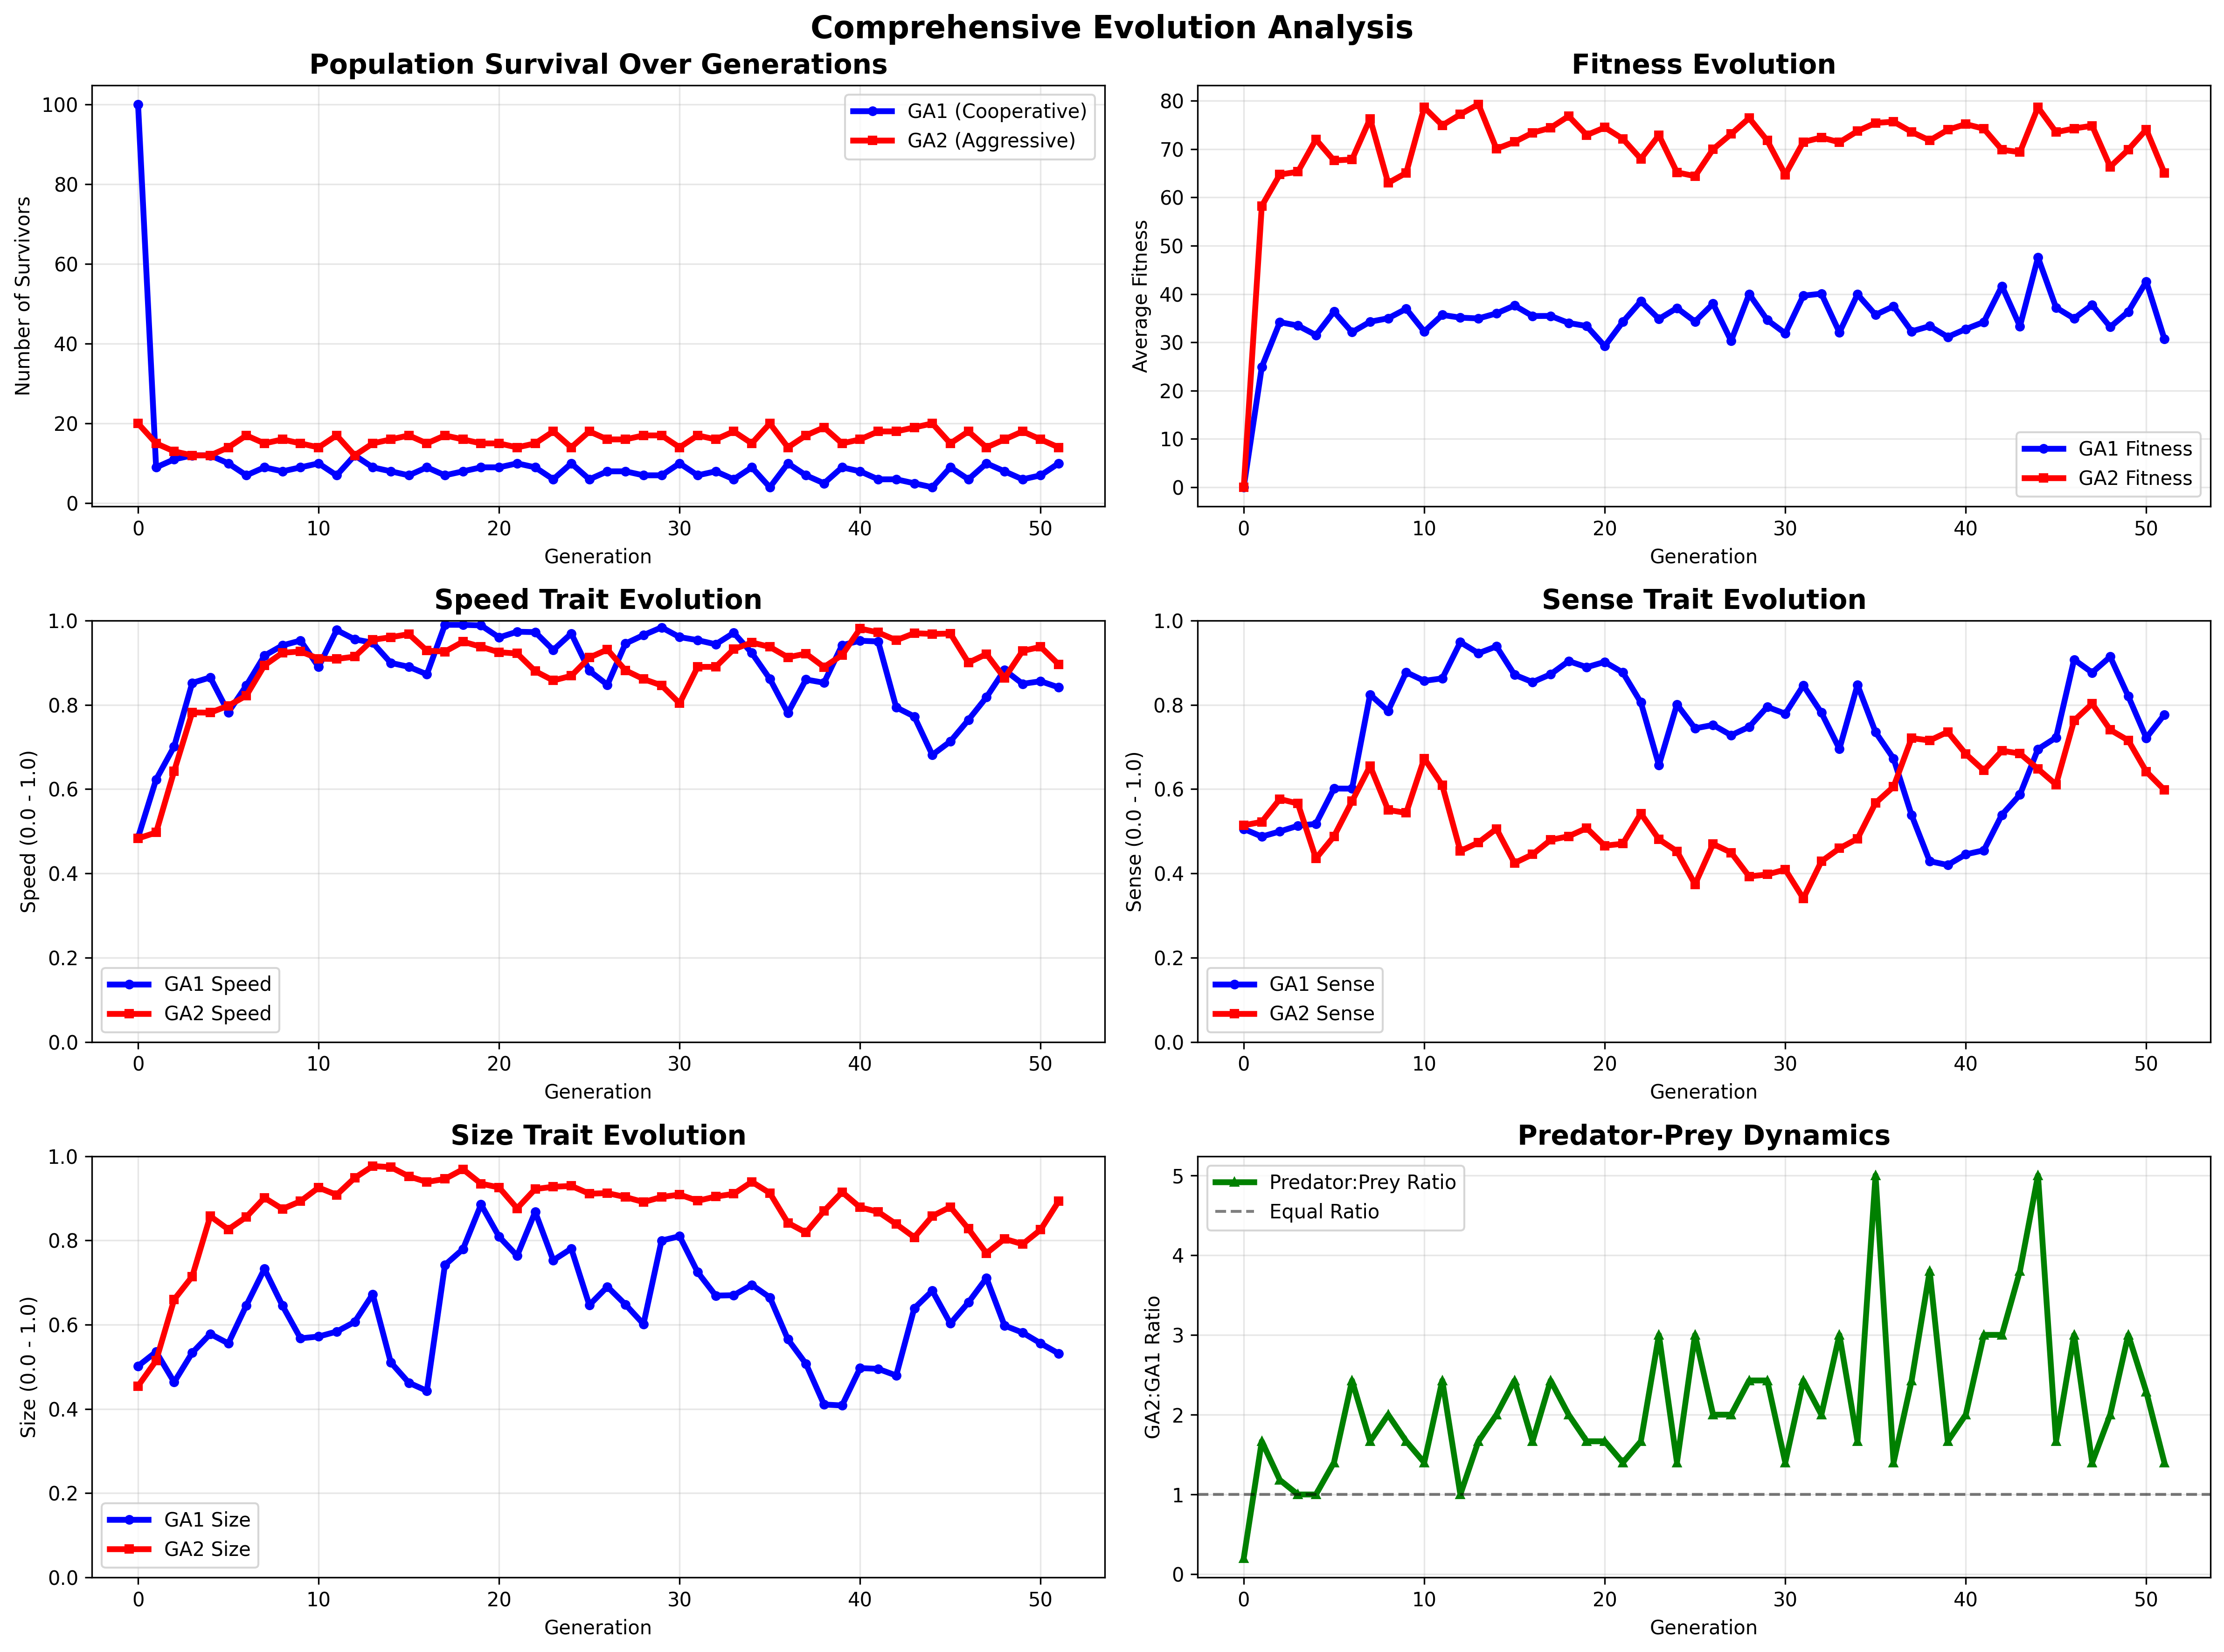 Comprehensive Evolution Analysis
Population Survival Over Generations
Number of Survivors
100
80
60
40
20
0
GA1 (Cooperative)
GA2 (Aggressive)
0 10 20 30 40 50
Generation
Fitness Evolution
Average Fitness
80
70
60
50
40
30
20
10
0
GA1 Fitness
GA2 Fitness
0 10 20 30 40 50
Generation
Speed Trait Evolution
Speed (0.0 - 1.0)
1.0
0.8
0.6
0.4
0.2
0.0
GA1 Speed
GA2 Speed
0 10 20 30 40 50
Generation
Sense Trait Evolution
Sense (0.0 - 1.0)
1.0
0.8
0.6
0.4
0.2
0.0
GA1 Sense
GA2 Sense
0 10 20 30 40 50
Generation
Size Trait Evolution
Size (0.0 - 1.0)
1.0
0.8
0.6
0.4
0.2
0.0
GA1 Size
GA2 Size
0 10 20 30 40 50
Generation
Predator-Prey Dynamics
GA2:GA1 Ratio
5
4
3
2
1
0
Predator:Prey Ratio
Equal Ratio
0 10 20 30 40 50
Generation